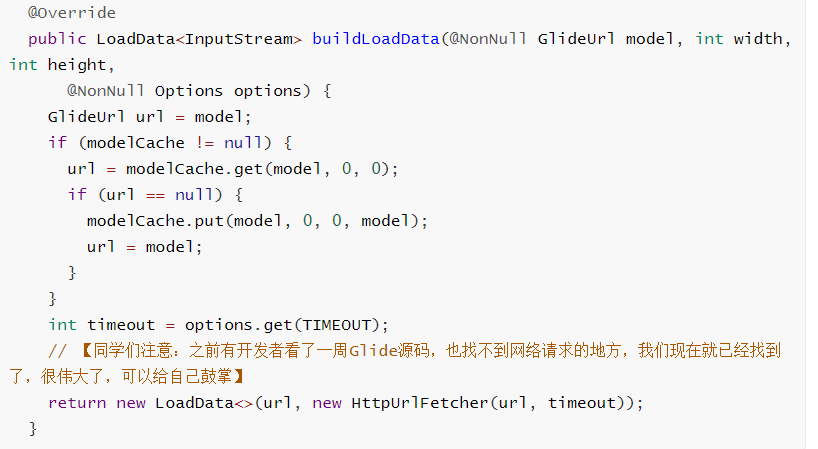 @Override
public LoadData<InputStream> buildLoadData(@NonNull GlideUrl model, int width,
int height,
@NonNull Options options) {
GlideUrl url = model;
if (modelCache != null) {
url = modelCache.get(model, 0, 0);
if (url == null) {
modelCache.put(model, 0, 0, model);
url = model;
}
}
int timeout = options.get(TIMEOUT);
// 【同学们注意：之前有开发者看了一周Glide源码，也找不到网络请求的地方，我们现在就已经找到
了，很伟大了，可以给自己鼓掌】
return new LoadData<>(url, new HttpUrlFetcher(url, timeout));
}